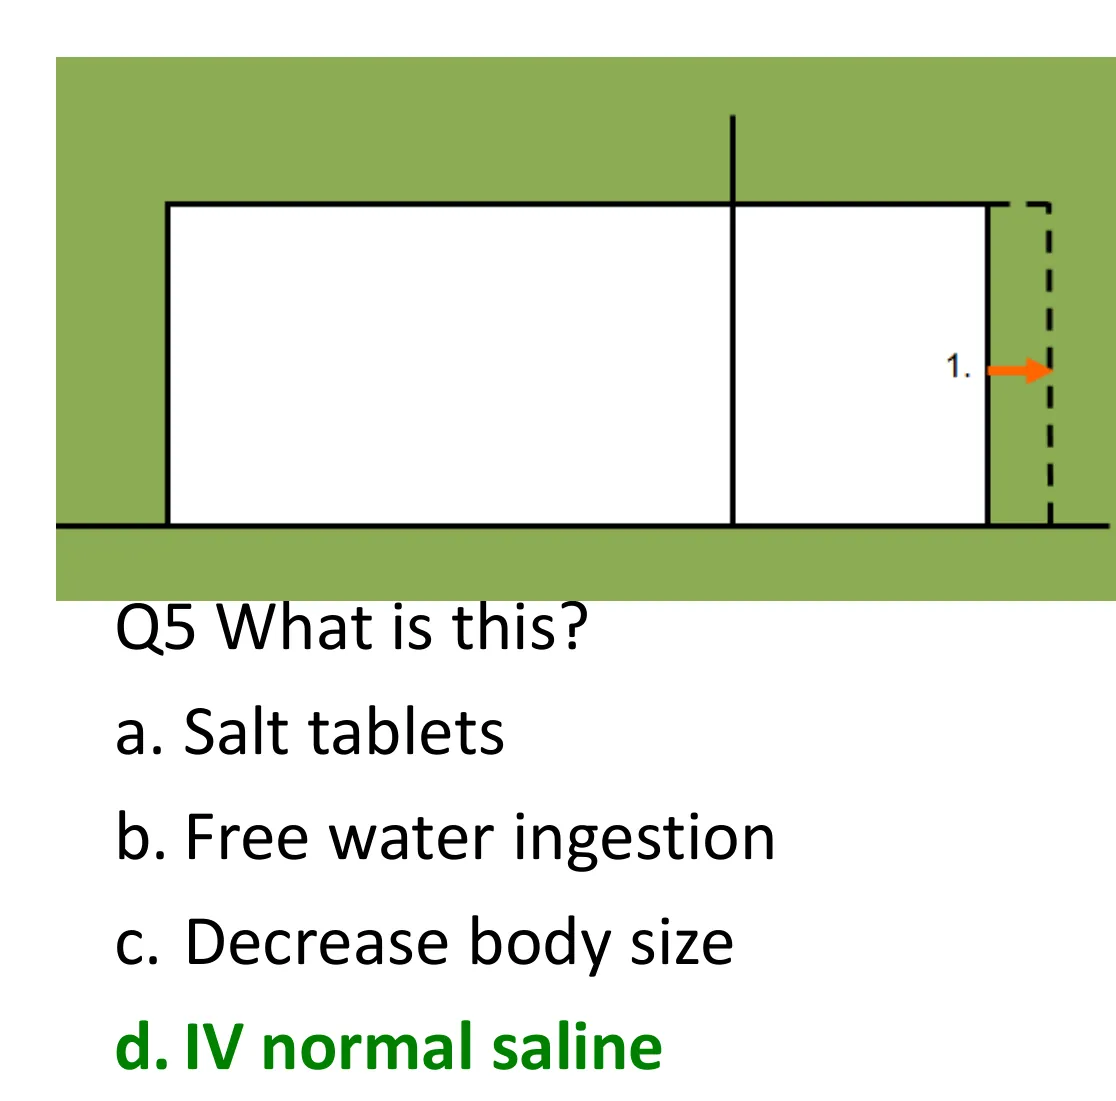 1.
Q5 What is this?
a. Salt tablets
b. Free water ingestion
c. Decrease body size
d. IV normal saline